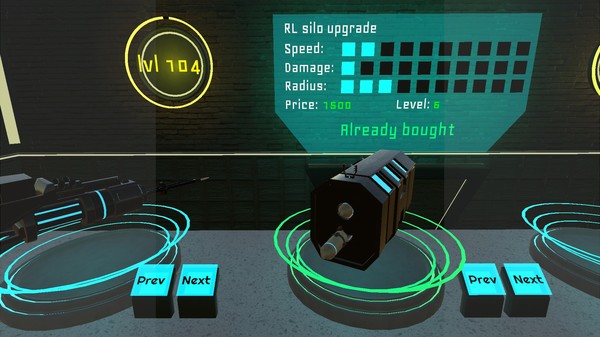 lvl 104
RL silo upgrade
Speed:
Damage:
Radius:
Price: 1500 Level: 6
Already bought
Prev Next
Prev Next